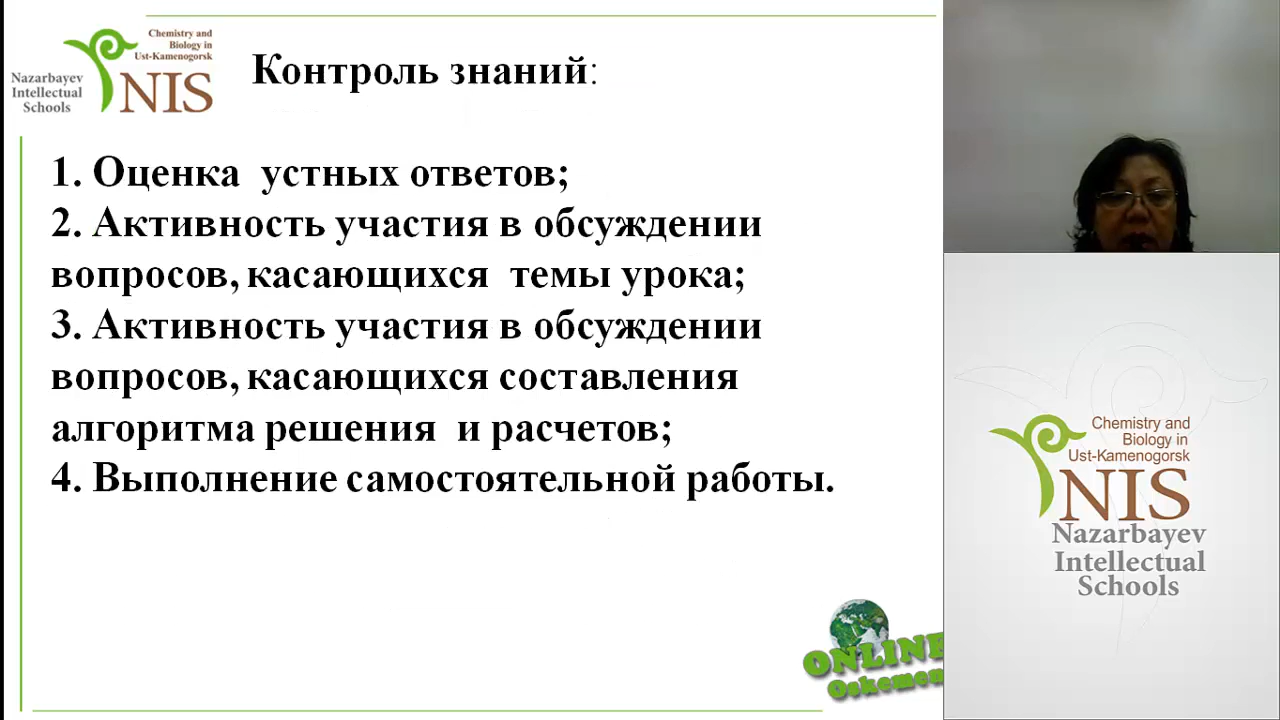 Chemistry and
Biology in
Ust-Kamenogorsk
Nazarbayev
Intellectual
Schools
NIS
Контроль знаний:
1. Оценка устных ответов;
2. Активность участия в обсуждении
вопросов, касающихся темы урока;
3. Активность участия в обсуждении
вопросов, касающихся составления
алгоритма решения и расчетов;
4. Выполнение самостоятельной работы.
ONLINE
Oskemen
Chemistry and
Biology in
Ust-Kamenogorsk
NIS
Nazarbayev
Intellectual
Schools